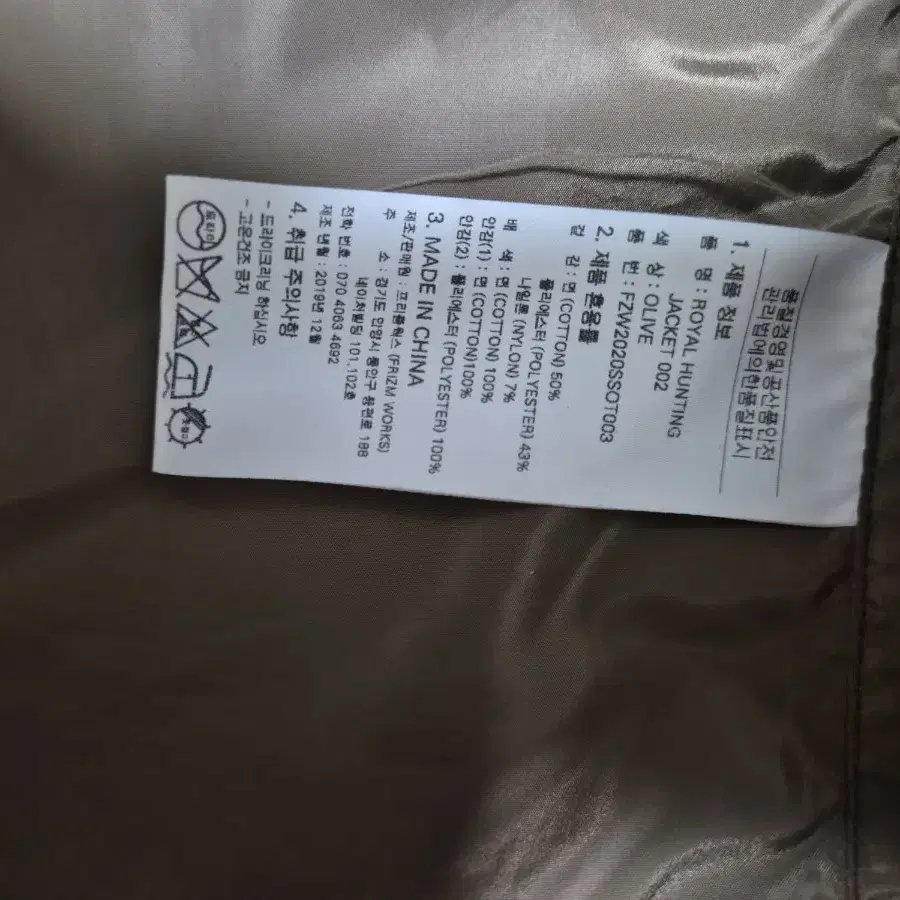 품질경영및공산품안전
관리법에의한품질표시
1. 제품 정보
품 명 : ROYAL HUNTING
JACKET 002
색 상 : OLIVE
품 번 : FZW2020SSOT003
2. 제품 혼용률
겉 감 : 면 (COTTON) 50%
폴리에스터 (POLYESTER) 43%
나일론 (NYLON) 7%
배 색 : 면 (COTTON) 100%
안감(1) : 면 (COTTON) 100%
안감(2) : 폴리에스터 (POLYESTER) 100%
3. MADE IN CHINA
제조/판매원 : 프리즘웍스 (FRIZM WORKS)
주 소 : 경기도 안양시 동안구 흥안대로
네이처빌딩 101,102호
전화 번호 : 070 4063 4692
제조 년월 : 2019년 12월
4. 취급 주의사항
- 드라이크리닝 하십시오
- 고온건조 금지
드라이